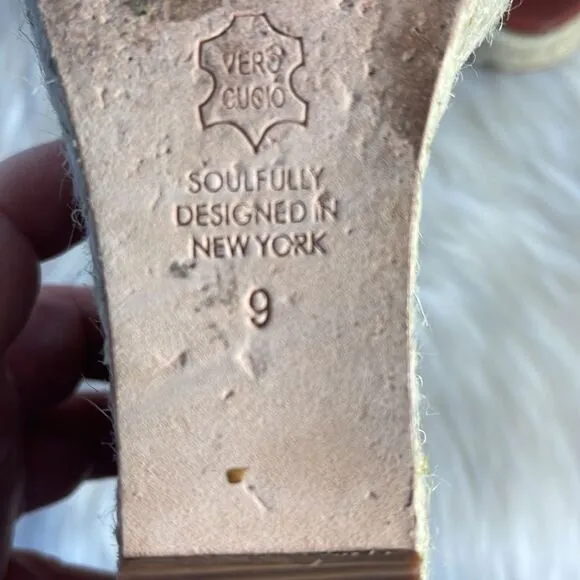 VERO
CUOIO
SOULFULLY
DESIGNED IN
NEW YORK
9